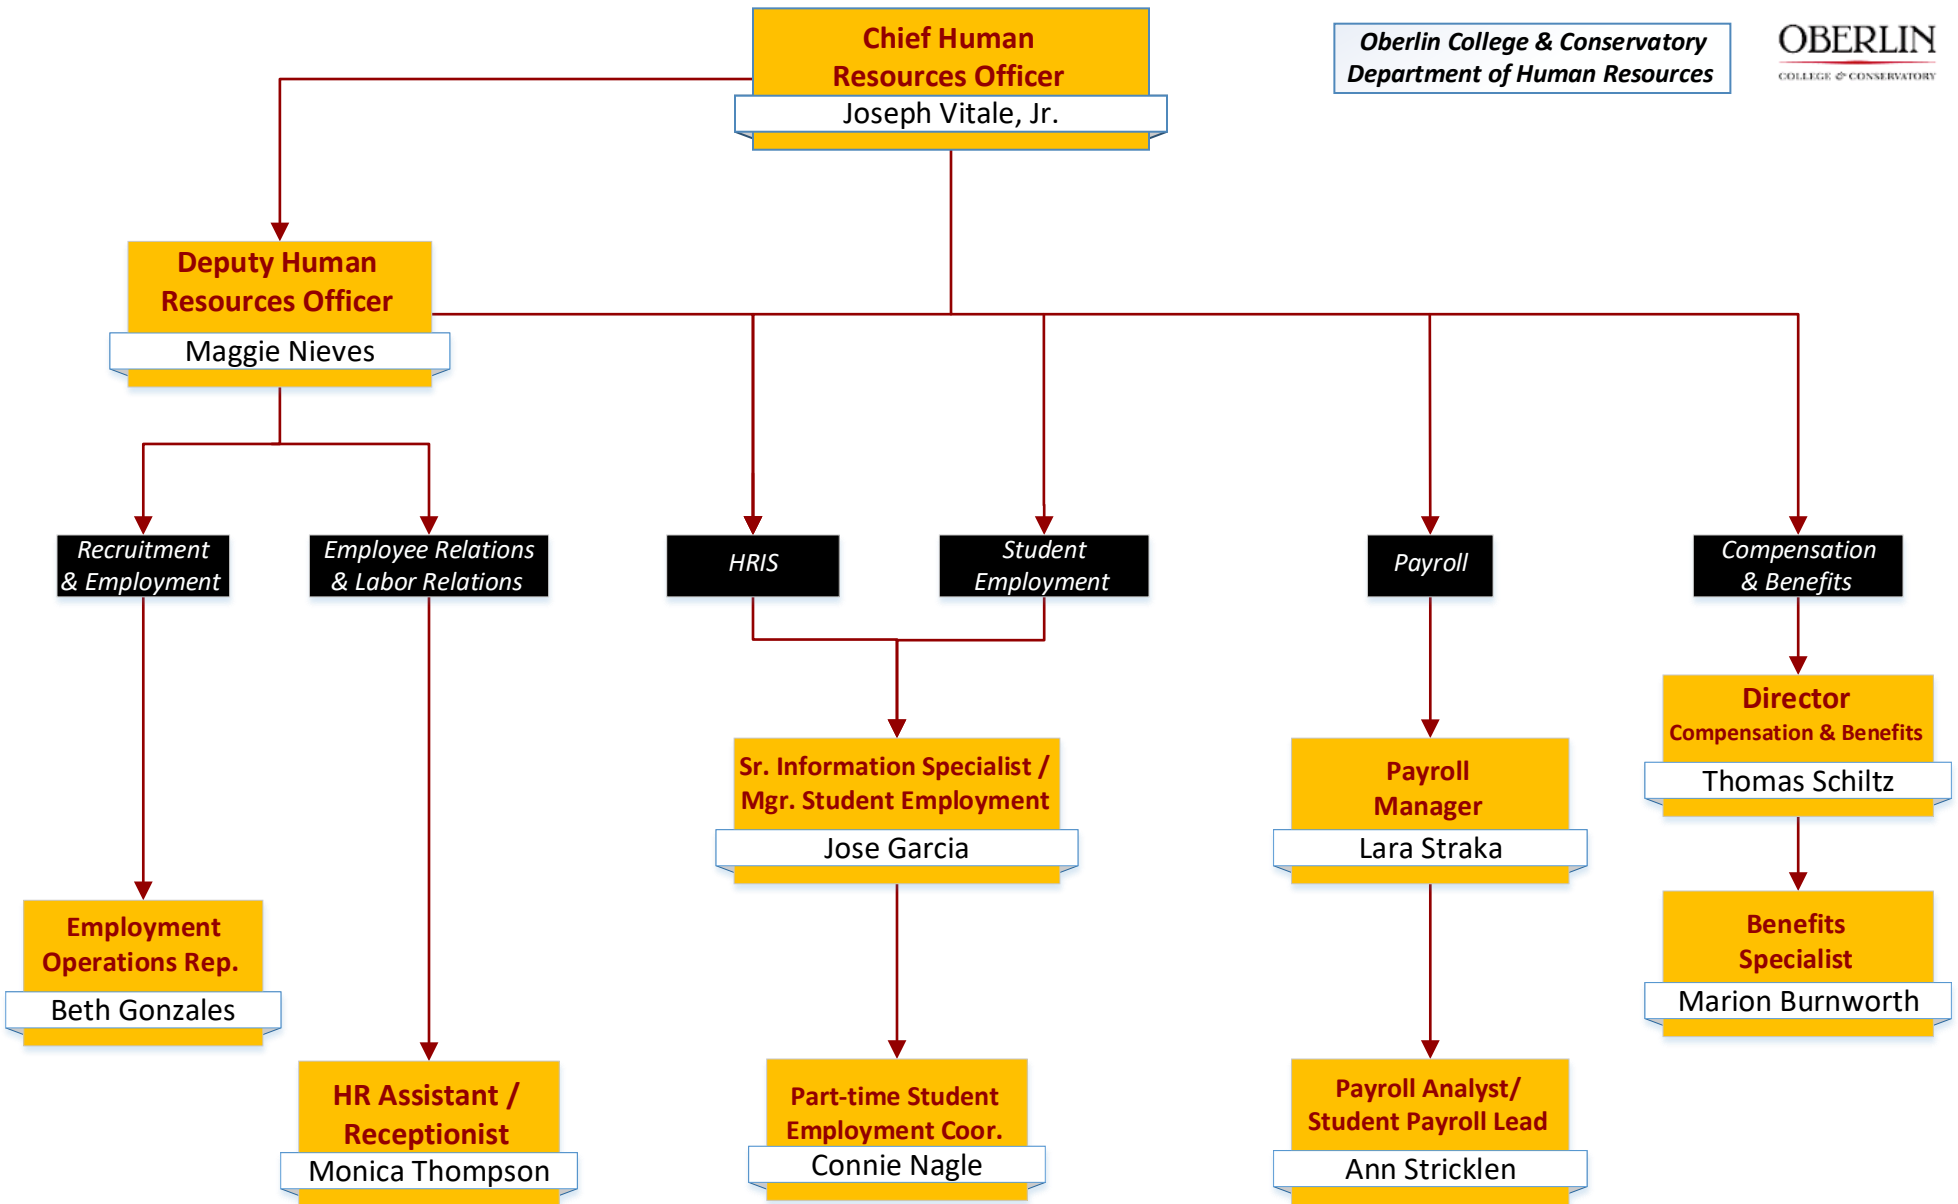 Chief Human
Resources Officer
Joseph Vitale, Jr.
Oberlin College & Conservatory
Department of Human Resources
OBERLIN
COLLEGE & CONSERVATORY
Deputy Human
Resources Officer
Maggie Nieves
Recruitment
& Employment
Employee Relations
& Labor Relations
HRIS
Student
Employment
Payroll
Compensation
& Benefits
Director
Compensation & Benefits
Thomas Schiltz
Sr. Information Specialist /
Mgr. Student Employment
Jose Garcia
Payroll
Manager
Lara Straka
Employment
Operations Rep.
Beth Gonzales
Benefits
Specialist
Marion Burnworth
HR Assistant /
Receptionist
Monica Thompson
Part-time Student
Employment Coor.
Connie Nagle
Payroll Analyst/
Student Payroll Lead
Ann Stricklen